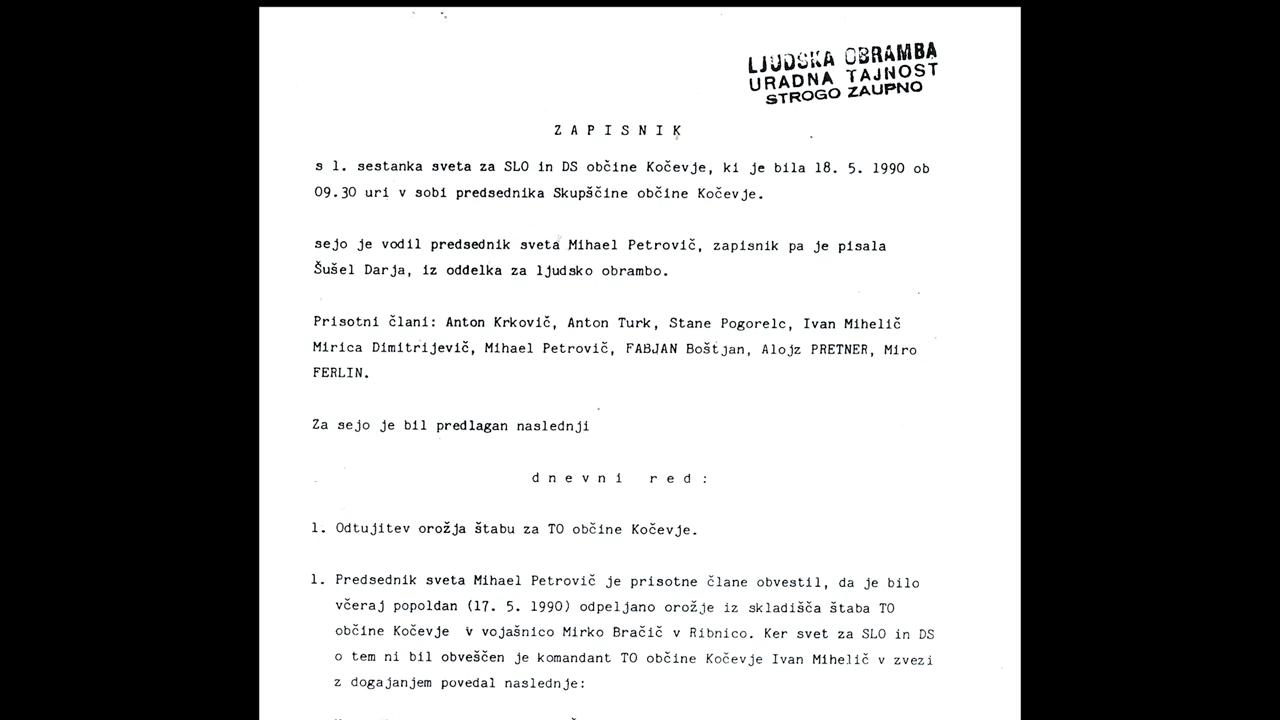 LJUDSKA OBRAMBA
URADNA TAJNOST
STROGO ZAUPNO
Z A P I S N I K
s 1. sestanka sveta za SLO in DS občine Kočevje, ki je bila 18. 5. 1990 ob
09.30 uri v sobi predsednika Skupščine občine Kočevje.
sejo je vodil predsednik sveta Mihael Petrovič, zapisnik pa je pisala
Šušel Darja, iz oddelka za ljudsko obrambo.
Prisotni člani: Anton Krkovič, Anton Turk, Stane Pogorelc, Ivan Mihelič
Mirica Dimitrijevič, Mihael Petrovič, FABJAN Boštjan, Alojz PRETNER, Miro
FERLIN.
Za sejo je bil predlagan naslednji
d n e v n i  r e d :
1. Odtujitev orožja štabu za TO občine Kočevje.
1. Predsednik sveta Mihael Petrovič je prisotne člane obvestil, da je bilo
včeraj popoldan (17. 5. 1990) odpeljano orožje iz skladišča štaba TO
občine Kočevje v vojašnico Mirko Bračič v Ribnico. Ker svet za SLO in DS
o tem ni bil obveščen je komandant TO občine Kočevje Ivan Mihelič v zvezi
z dogajanjem povedal naslednje: